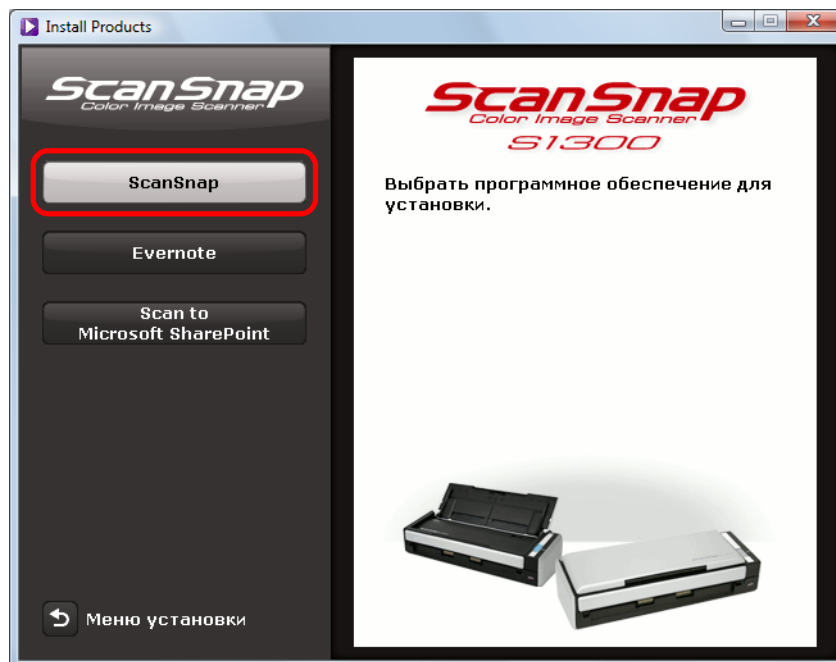 Install Products
ScanSnap
Color Image Scanner
ScanSnap
Evernote
Scan to
Microsoft SharePoint
Меню установки
ScanSnap
Color Image Scanner
S1300
Выбрать программное обеспечение для
установки.